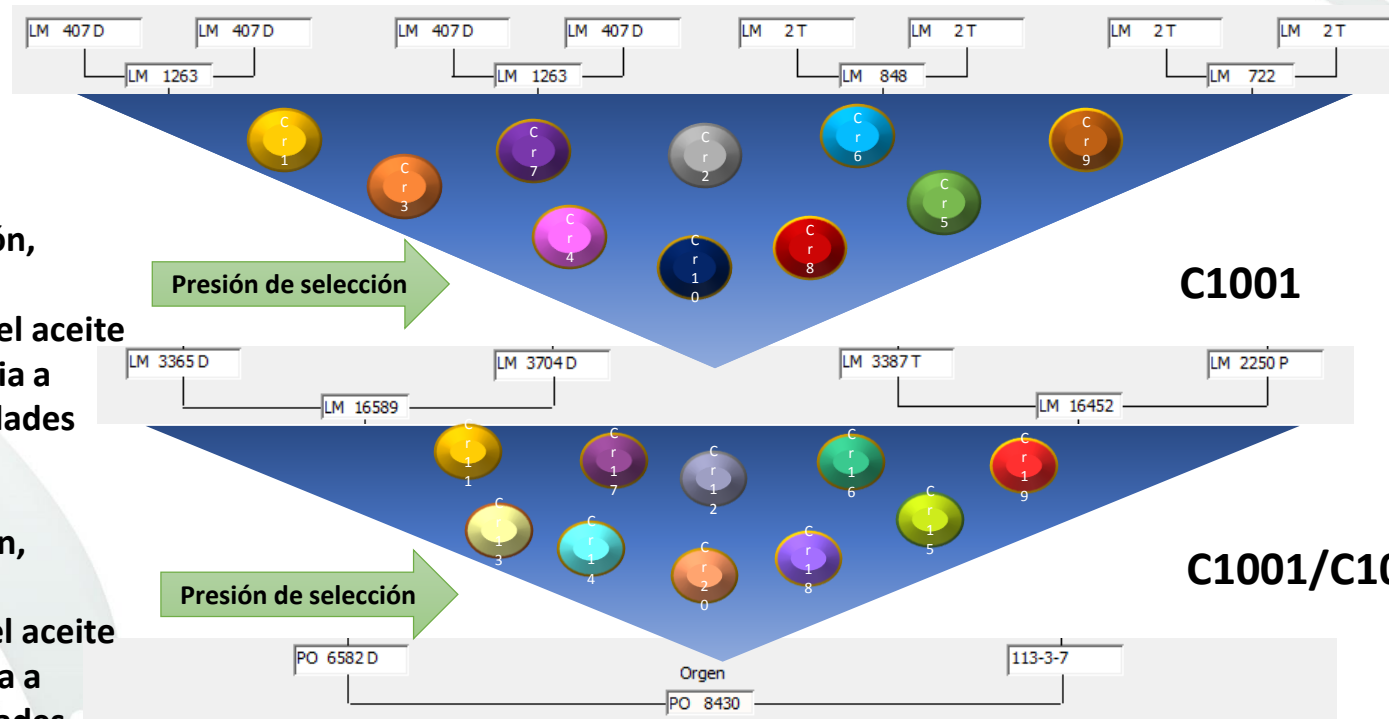 LM 407 D
LM 407 D
LM 407 D
LM 407 D
LM 2 T
LM 2 T
LM 2 T
LM 2 T
LM 1263
LM 1263
LM 848
LM 722
Cr1
Cr3
Cr7
Cr2
Cr6
Cr9
Cr5
Cr4
Cr10
Cr8
ón,
Presión de selección
C1001
el aceite
ia a
dades
LM 3365 D
LM 3704 D
LM 3387 T
LM 2250 P
LM 16589
LM 16452
Cr11
Cr17
Cr12
Cr16
Cr19
Cr13
Cr14
Cr20
Cr18
Cr15
n,
Presión de selección
C1001/C10
el aceite
a a
PO 6582 D
Orgen
113-3-7
PO 8430